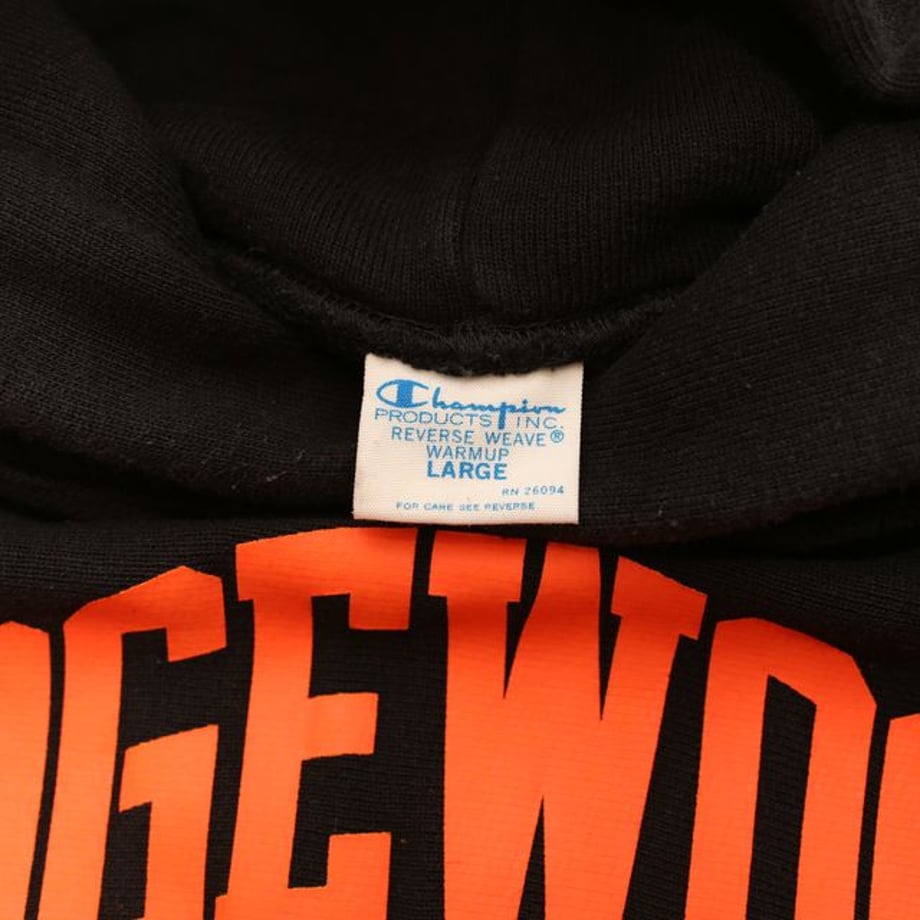 Champion
PRODUCTS INC.
REVERSE WEAVE®
WARMUP
LARGE
RN 26094
FOR CARE SEE REVERSE
GEWO